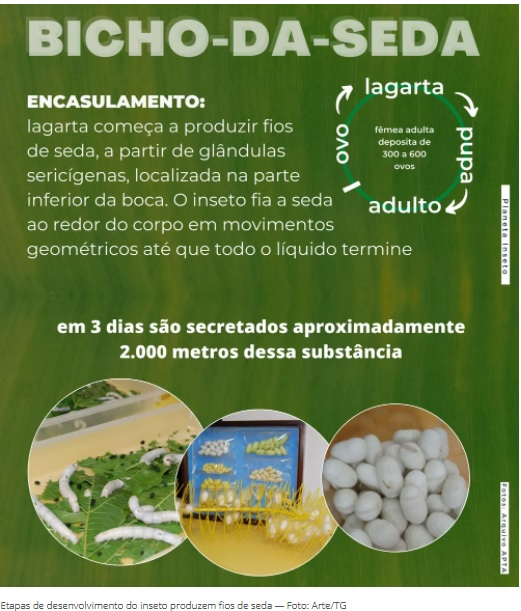 BICHO-DA-SEDA
ENCASULAMENTO:
lagarta começa a produzir fios
de seda, a partir de glândulas
sericígenas, localizada na parte
inferior da boca. O inseto fia a seda
ao redor do corpo em movimentos
geométricos até que todo o líquido termine
lagarta
pupa
adulto
ovo
fêmea adulta
deposita de
300 a 600
ovos
Planeta Inseto
em 3 dias são secretados aproximadamente
2.000 metros dessa substância
Fotos: Arquivo APTA
Etapas de desenvolvimento do inseto produzem fios de seda — Foto: Arte/TG